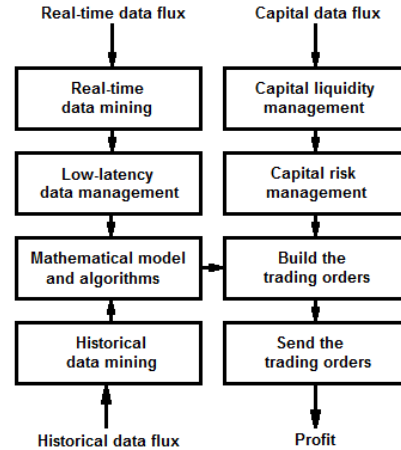 Real-time data flux
Capital data flux
Real-time
data mining
Capital liquidity
management
Low-latency
data management
Capital risk
management
Mathematical model
and algorithms
Build the
trading orders
Historical
data mining
Send the
trading orders
Historical data flux
Profit